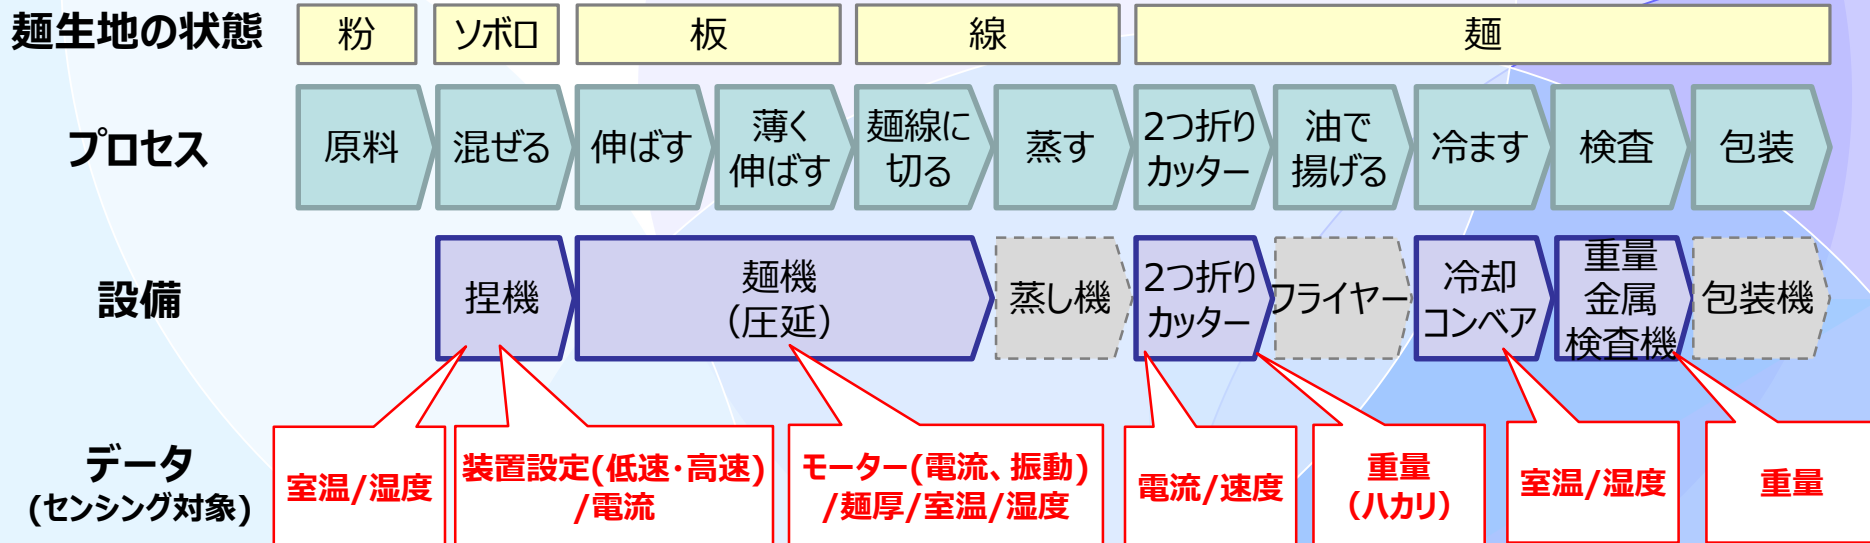 麺生地の状態
粉
ソボロ
板
線
麺
プロセス
原料
混ぜる
伸ばす
薄く
伸ばす
麺線に
切る
蒸す
2つ折り
カッター
油で
揚げる
冷ます
検査
包装
設備
捏機
麺機
（圧延）
蒸し機
2つ折り
カッター
フライヤー
冷却
コンベア
重量
金属
検査機
包装機
データ
(センシング対象)
室温/湿度
装置設定(低速・高速)
/電流
モーター(電流、振動)
/麺厚/室温/湿度
電流/速度
重量
（ハカリ）
室温/湿度
重量